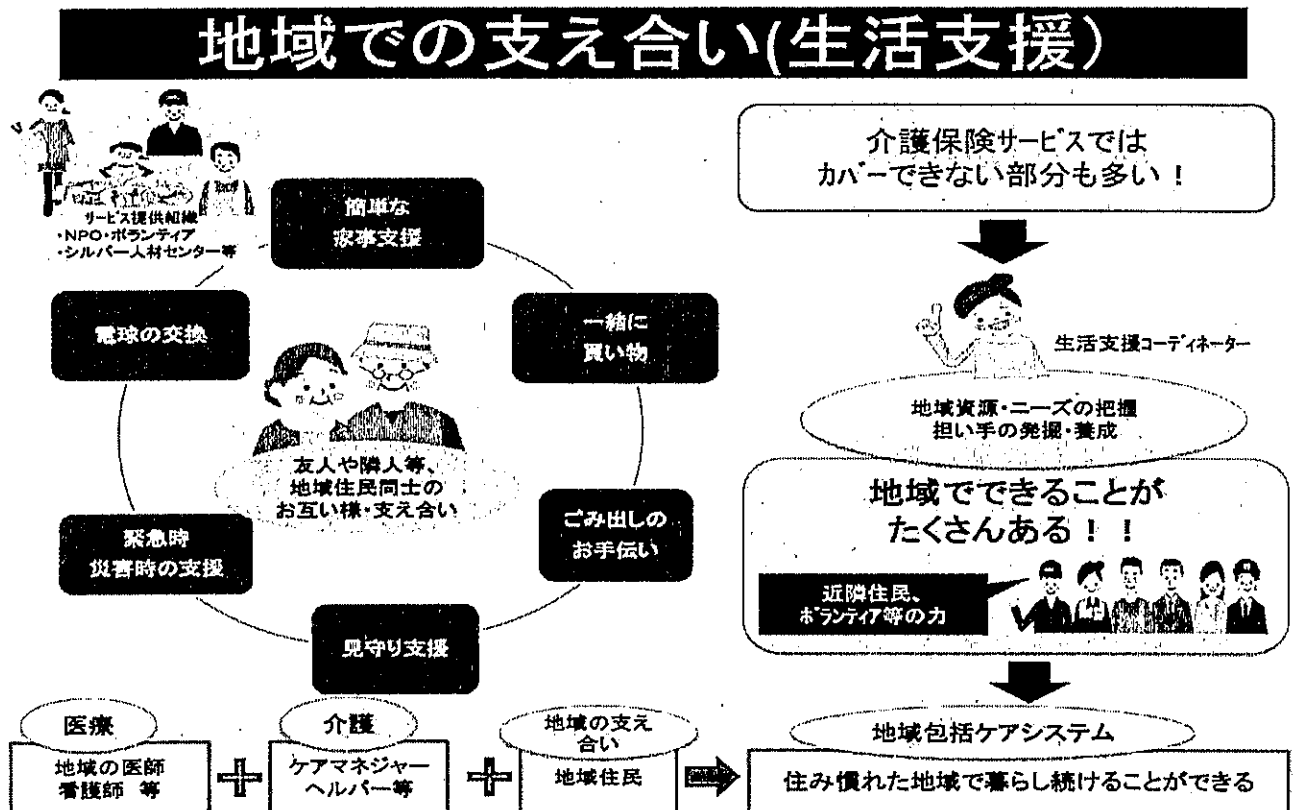 地域での支え合い(生活支援)
サービス提供組織
・NPO・ボランティア
・シルバー人材センター等
簡単な
家事支援
電球の交換
一緒に
買い物
友人や隣人等、
地域住民同士の
お互い様・支え合い
緊急時
災害時の支援
ごみ出しの
お手伝い
見守り支援
介護保険サービスでは
カバーできない部分も多い!
生活支援コーディネーター
地域資源・ニーズの把握
担い手の発掘・養成
地域でできることが
たくさんある!!
近隣住民、
ボランティア等の力
医療
地域の医師
看護師 等
介護
ケアマネジャー
ヘルパー等
地域の支え
合い
地域住民
地域包括ケアシステム
住み慣れた地域で暮らし続けることができる